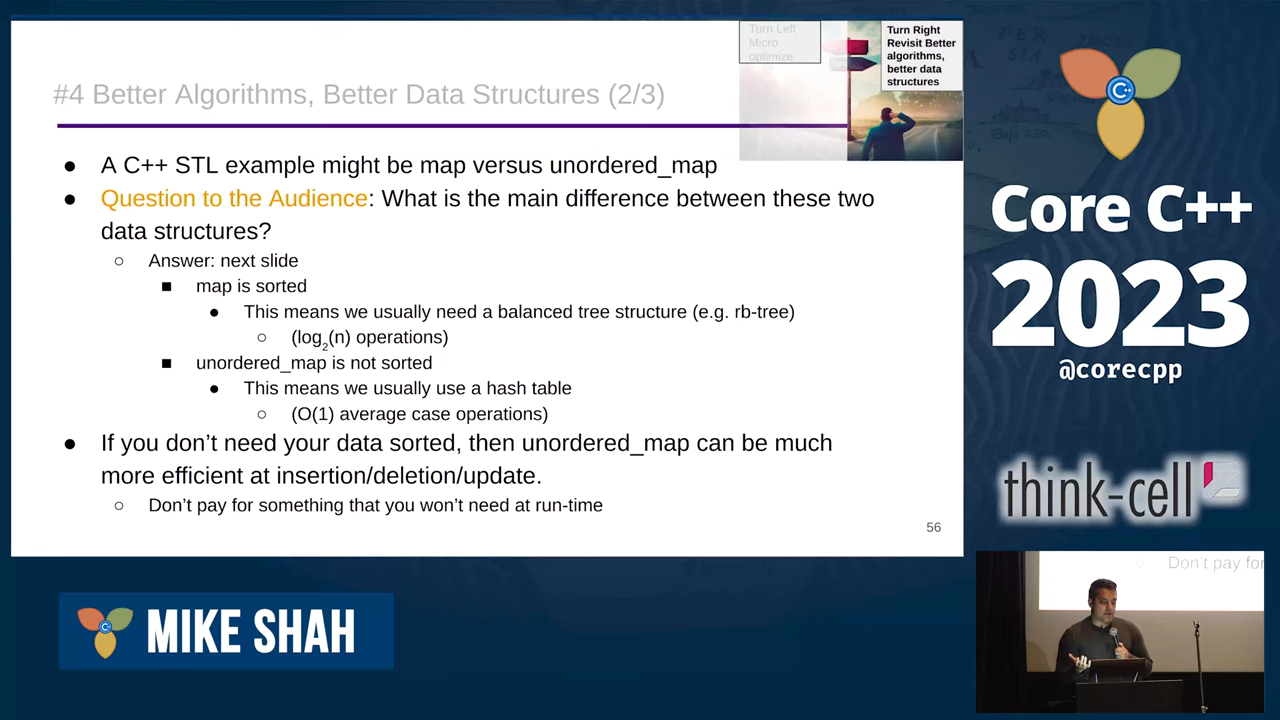 Turn Left
Micro
optimize
Turn Right
Revisit Better
algorithms,
better data
structures
#4 Better Algorithms, Better Data Structures (2/3)
● A C++ STL example might be map versus unordered_map
● Question to the Audience: What is the main difference between these two
data structures?
○ Answer: next slide
■ map is sorted
● This means we usually need a balanced tree structure (e.g. rb-tree)
○ (log2(n) operations)
■ unordered_map is not sorted
● This means we usually use a hash table
○ (O(1) average case operations)
● If you don’t need your data sorted, then unordered_map can be much
more efficient at insertion/deletion/update.
○ Don’t pay for something that you won’t need at run-time
56
C++
Core C++
2023
@corecpp
think-cell
Don't pay for
C++
MIKE SHAH